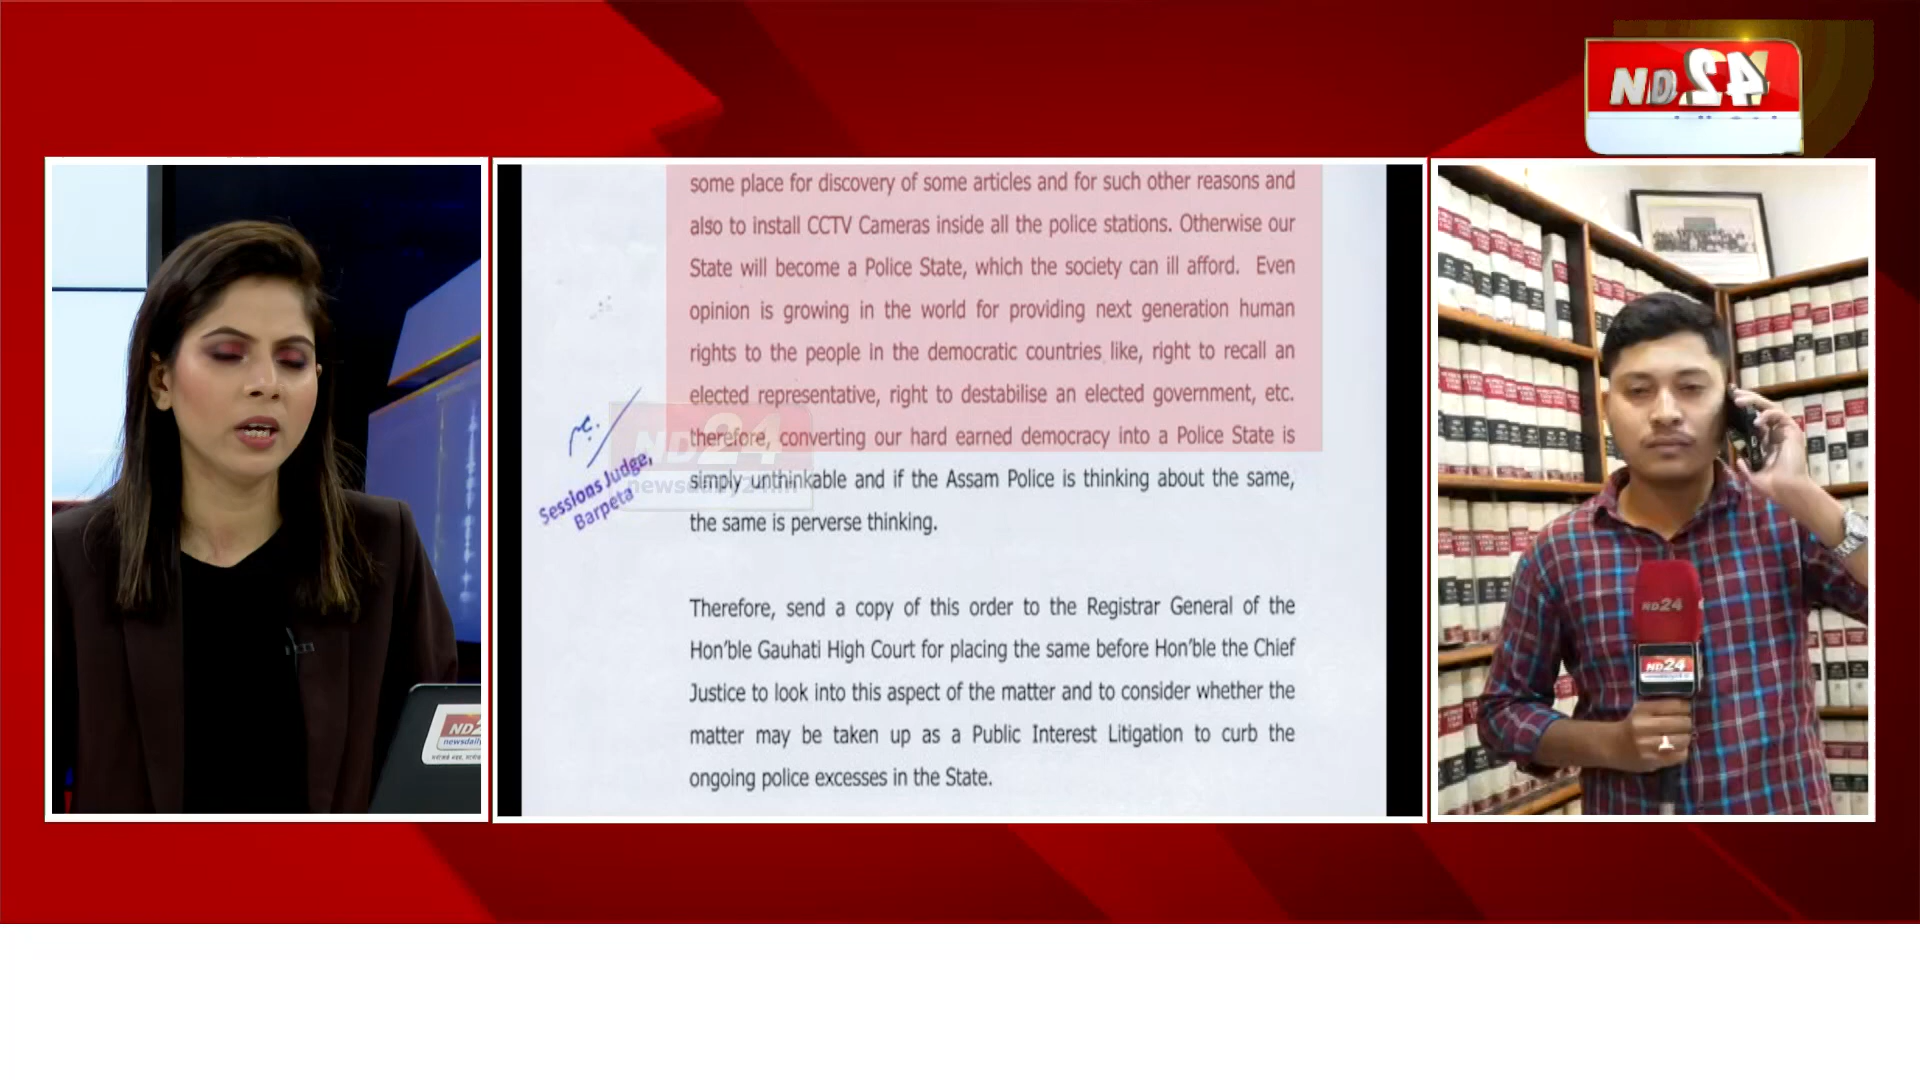 ND24
some place for discovery of some articles and for such other reasons and
also to install CCTV Cameras inside all the police stations. Otherwise our
State will become a Police State, which the society can ill afford. Even
opinion is growing in the world for providing next generation human
rights to the people in the democratic countries like, right to recall an
elected representative, right to destabilise an elected government, etc.
therefore, converting our hard earned democracy into a Police State is
simply unthinkable and if the Assam Police is thinking about the same,
the same is perverse thinking.
Sessions Judge,
Barpeta
ND24
newsdaily24.in
Therefore, send a copy of this order to the Registrar General of the
Hon'ble Gauhati High Court for placing the same before Hon'ble the Chief
Justice to look into this aspect of the matter and to consider whether the
matter may be taken up as a Public Interest Litigation to curb the
ongoing police excesses in the State.
ND2
newsdaily
ND24
ND24